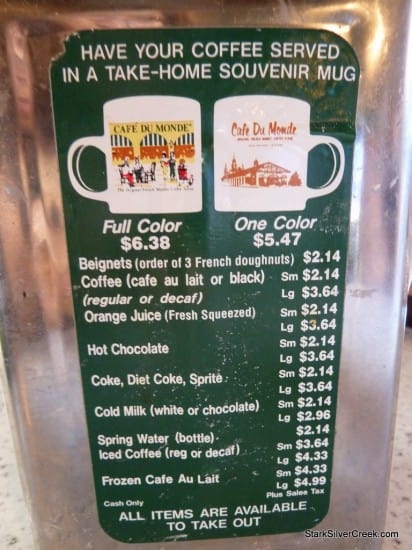 HAVE YOUR COFFEE SERVED
IN A TAKE-HOME SOUVENIR MUG
CAFÉ DU MONDE
Cafe Du Monde
Full Color One Color
$6.38 $5.47
Beignets (order of 3 French doughnuts) $2.14
Coffee (cafe au lait or black) Sm $2.14
(regular or decaf) Lg $3.64
Orange Juice (Fresh Squeezed) Sm $2.14
Lg $3.64
Hot Chocolate Sm $2.14
Lg $3.64
Coke, Diet Coke, Sprite Sm $2.14
Lg $3.64
Cold Milk (white or chocolate) Sm $2.14
Lg $2.96
Spring Water (bottle) $2.14
Iced Coffee (reg or decaf) Sm $3.64
Lg $4.33
Frozen Cafe Au Lait Sm $4.33
Lg $4.99
Cash Only Plus Sales Tax
ALL ITEMS ARE AVAILABLE
TO TAKE OUT
StarkSilverCreek.com